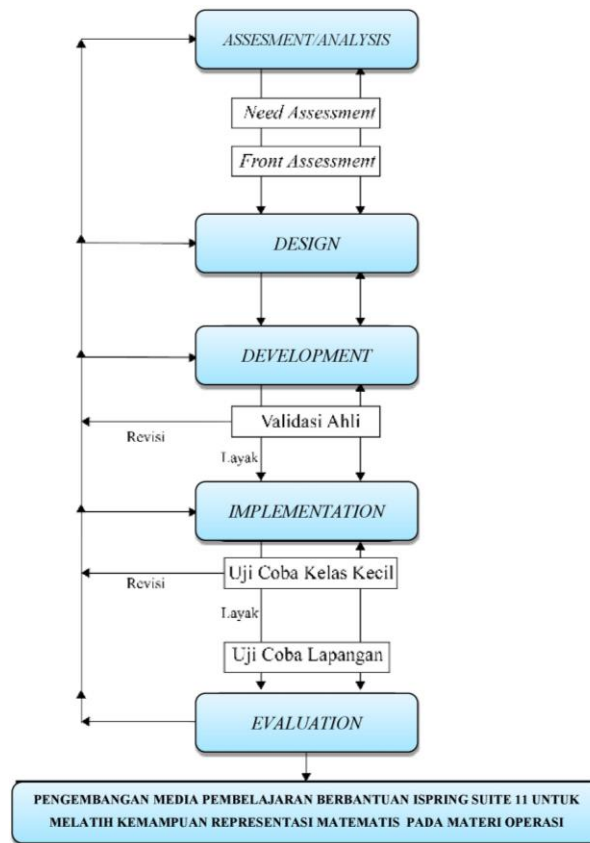 ASSESMENT/ANALYSIS
Need Assessment
Front Assessment
DESIGN
DEVELOPMENT
Validasi Ahli
Revisi
Layak
IMPLEMENTATION
Uji Coba Kelas Kecil
Revisi
Layak
Uji Coba Lapangan
EVALUATION
PENGEMBANGAN MEDIA PEMBELAJARAN BERBANTUAN ISPRING SUITE 11 UNTUK
MELATIH KEMAMPUAN REPRESENTASI MATEMATIS PADA MATERI OPERASI